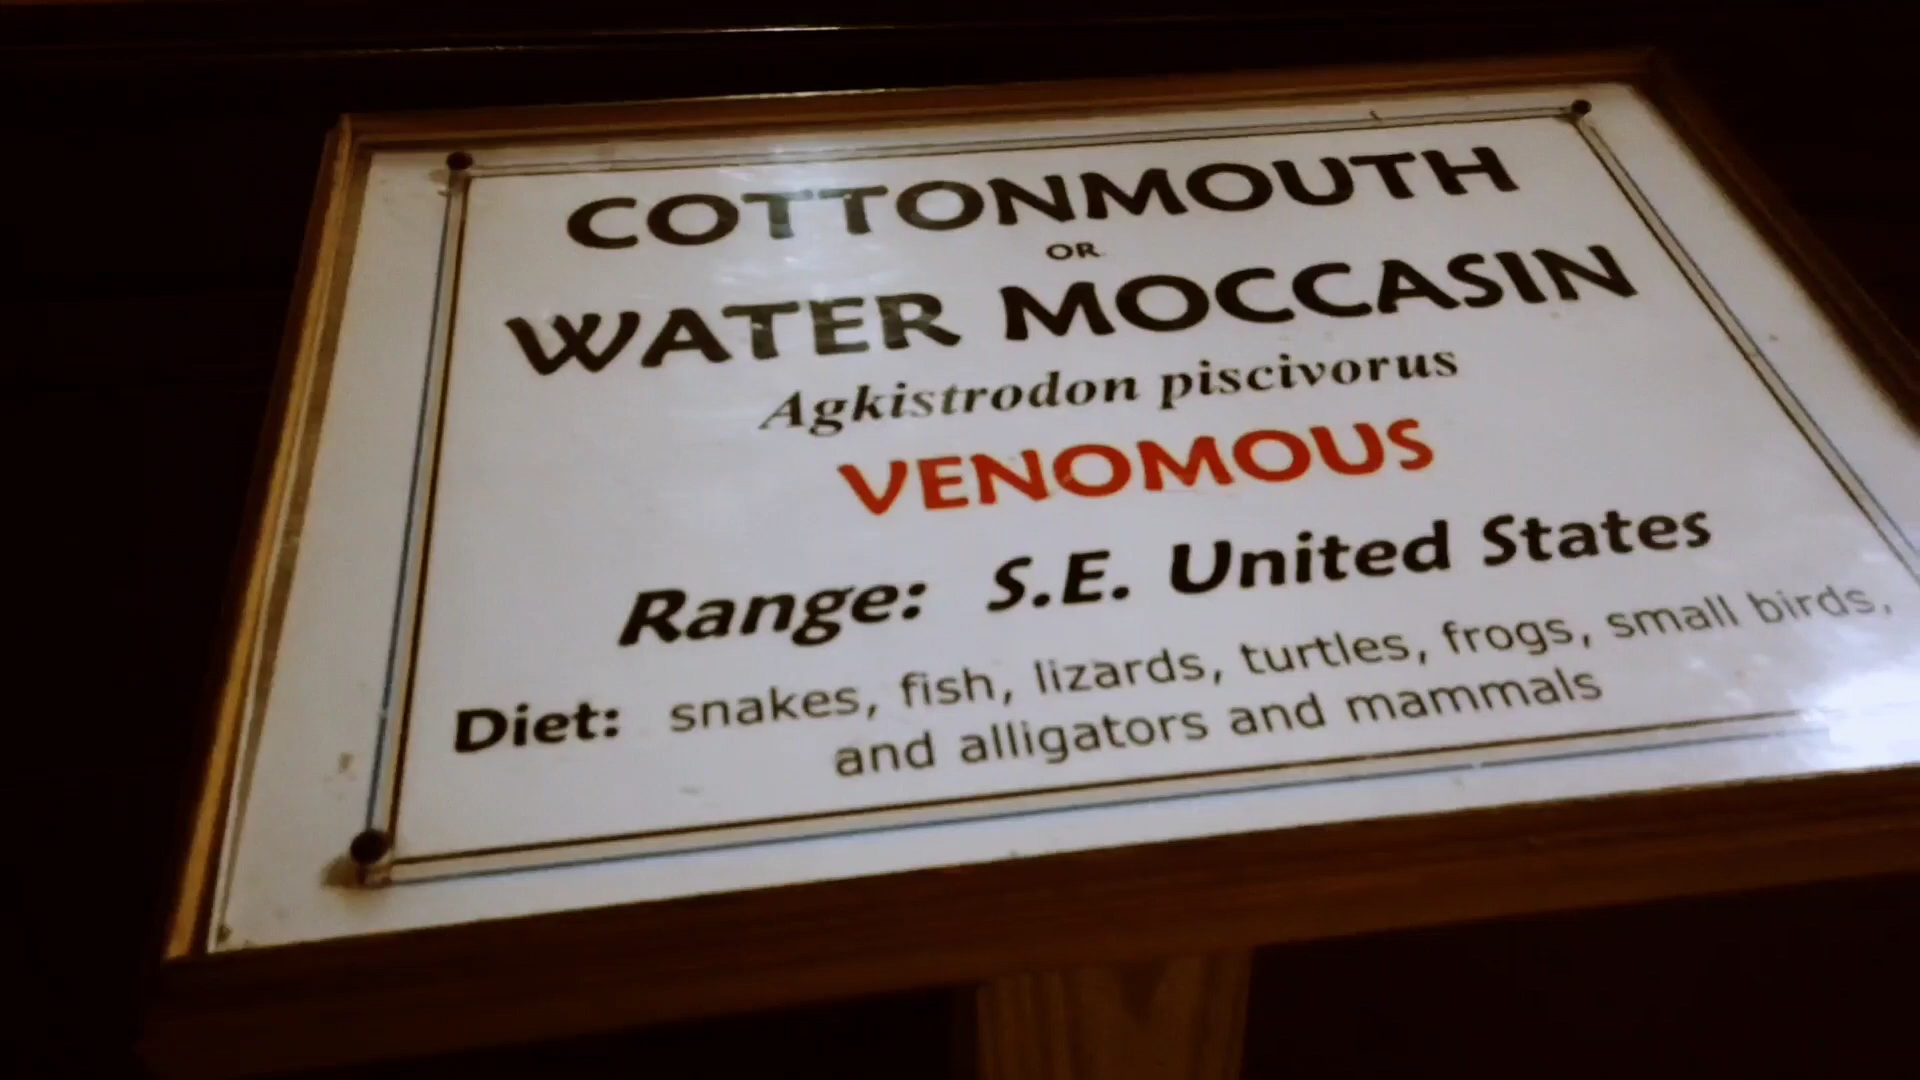 COTTONMOUTH
OR
WATER MOCCASIN
Agkistrodon piscivorus
VENOMOUS
Range: S.E. United States
Diet: snakes, fish, lizards, turtles, frogs, small birds,
and alligators and mammals